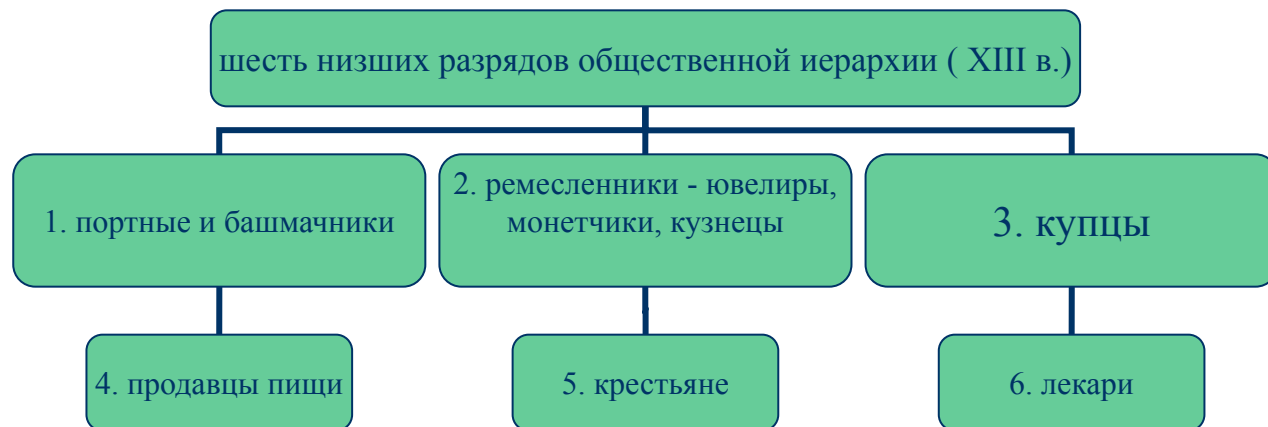 шесть низших разрядов общественной иерархии ( XIII в.)
1. портные и башмачники
2. ремесленники - ювелиры,
монетчики, кузнецы
3. купцы
4. продавцы пищи
5. крестьяне
6. лекари